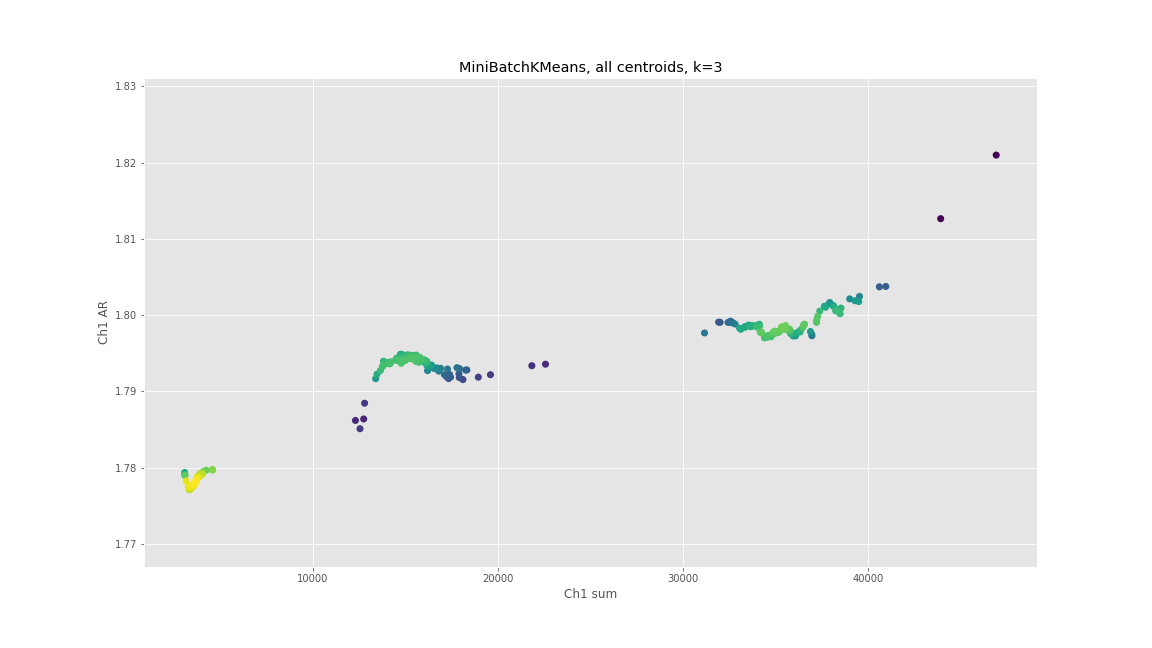 MiniBatchKMeans, all centroids, k=3
1.83
1.82
1.81
1.80
1.79
1.78
1.77
Ch1 AR
10000 20000 30000 40000
Ch1 sum